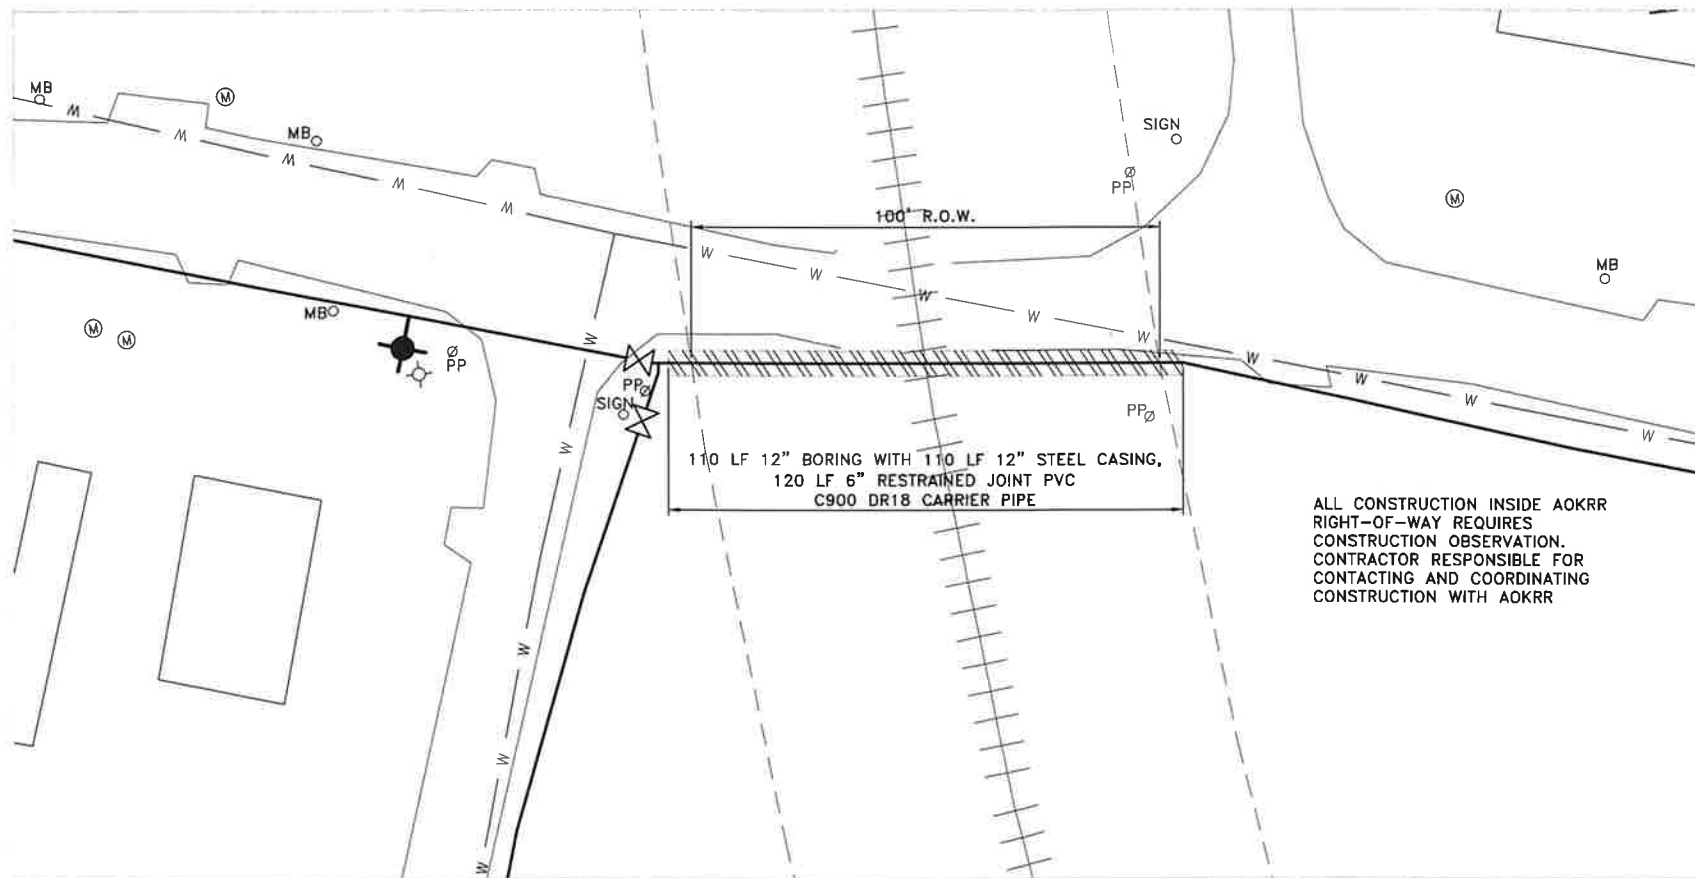 MB
M
W
W
MB
W
W
W
SIGN
PP
M
100' R.O.W.
W
W
W
MB
MB
W
W
M
M
PP
W
W
W
W
W
PP
SIGN
PP
W
110 LF 12" BORING WITH 110 LF 12" STEEL CASING,
120 LF 6" RESTRAINED JOINT PVC
C900 DR18 CARRIER PIPE
ALL CONSTRUCTION INSIDE AOKRR
RIGHT-OF-WAY REQUIRES
CONSTRUCTION OBSERVATION.
CONTRACTOR RESPONSIBLE FOR
CONTACTING AND COORDINATING
CONSTRUCTION WITH AOKRR
W
W
W